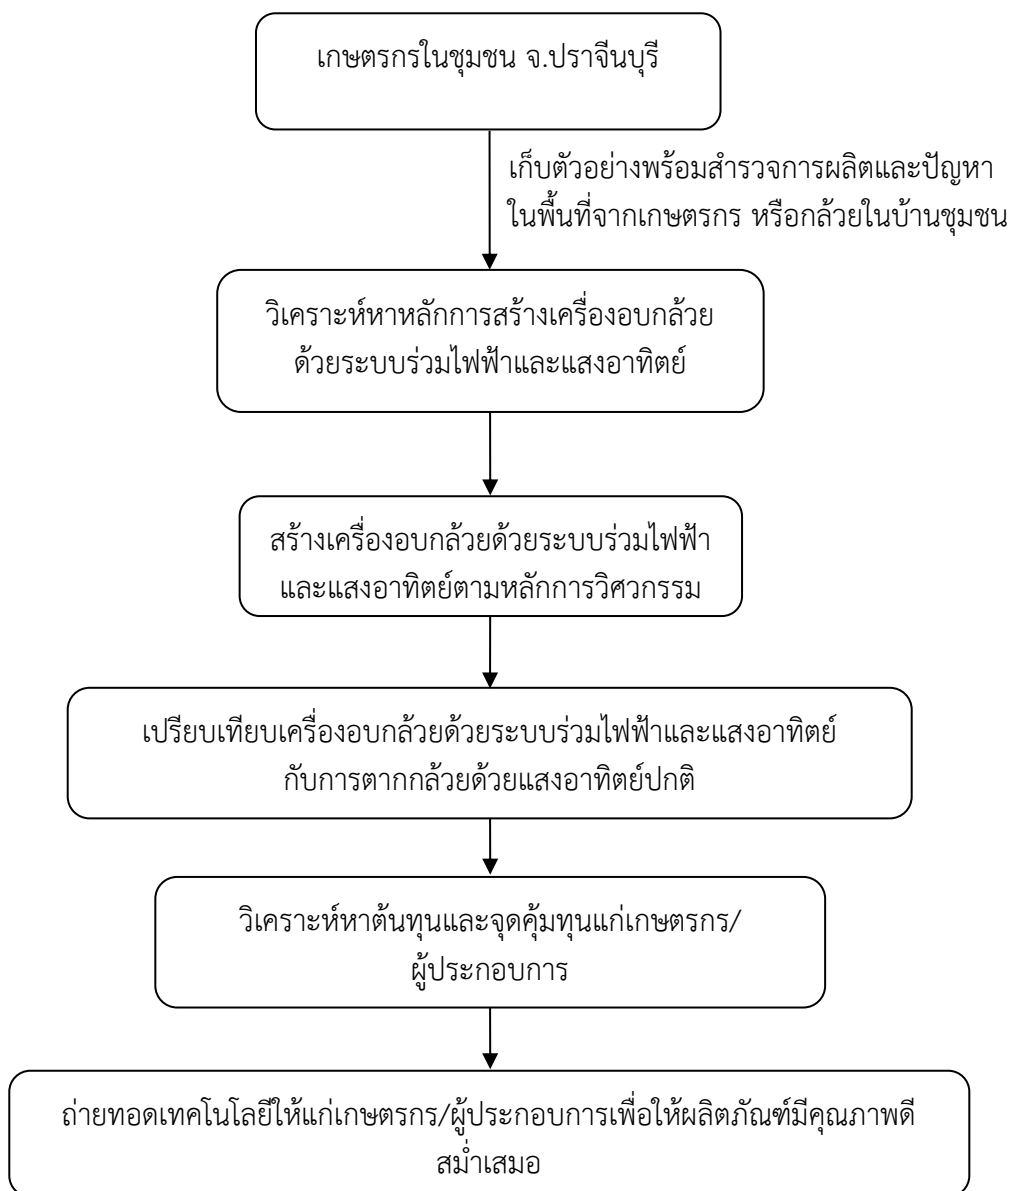 เกษตรกรในชุมชน จ.ปราจีนบุรี
เก็บตัวอย่างพร้อมสำรวจการผลิตและปัญหา
ในพื้นที่จากเกษตรกร หรือกล้วยในบ้านชุมชน
วิเคราะห์หาหลักการสร้างเครื่องอบกล้วย
ด้วยระบบร่วมไฟฟ้าและแสงอาทิตย์
สร้างเครื่องอบกล้วยด้วยระบบร่วมไฟฟ้า
และแสงอาทิตย์ตามหลักการวิศวกรรม
เปรียบเทียบเครื่องอบกล้วยด้วยระบบร่วมไฟฟ้าและแสงอาทิตย์
กับการตากกล้วยด้วยแสงอาทิตย์ปกติ
วิเคราะห์หาต้นทุนและจุดคุ้มทุนแก่เกษตรกร/
ผู้ประกอบการ
ถ่ายทอดเทคโนโลยีให้แก่เกษตรกร/ผู้ประกอบการเพื่อให้ผลิตภัณฑ์มีคุณภาพดี
สม่ำเสมอ